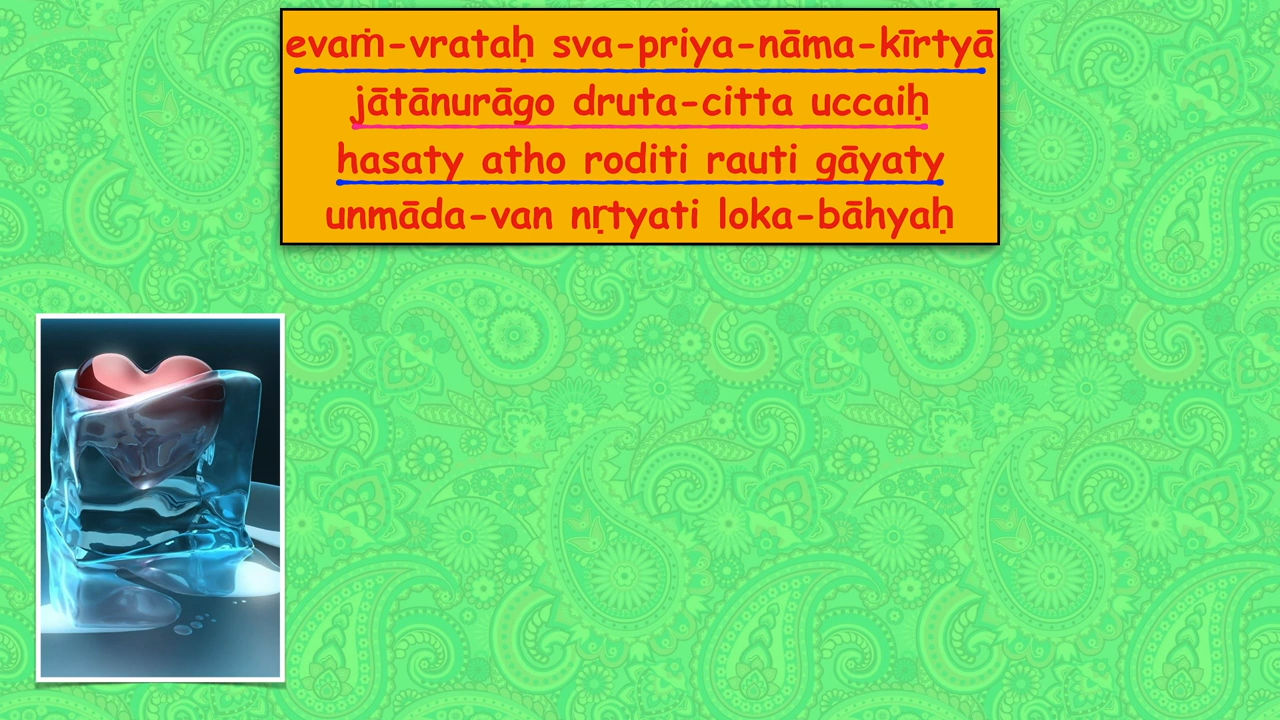 evaṁ-vrataḥ sva-priya-nāma-kīrtyā
jātānurāgo druta-citta uccaiḥ
hasaty atho roditi rauti gāyaty
unmāda-van nṛtyati loka-bāhyaḥ